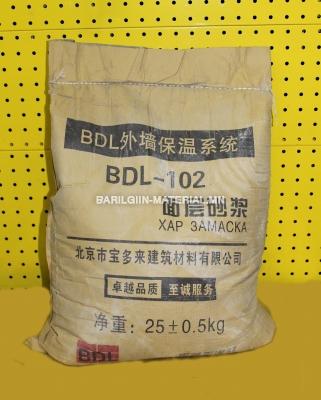 BDL外墙保温系统
BDL-102
BARILGIIN-MATERIAL.MN
面层砂浆
ХАР ЗАМАСКА
北京市宝多来建筑材料有限公司
卓越品质 至诚服务
净重：25±0.5kg
BDL